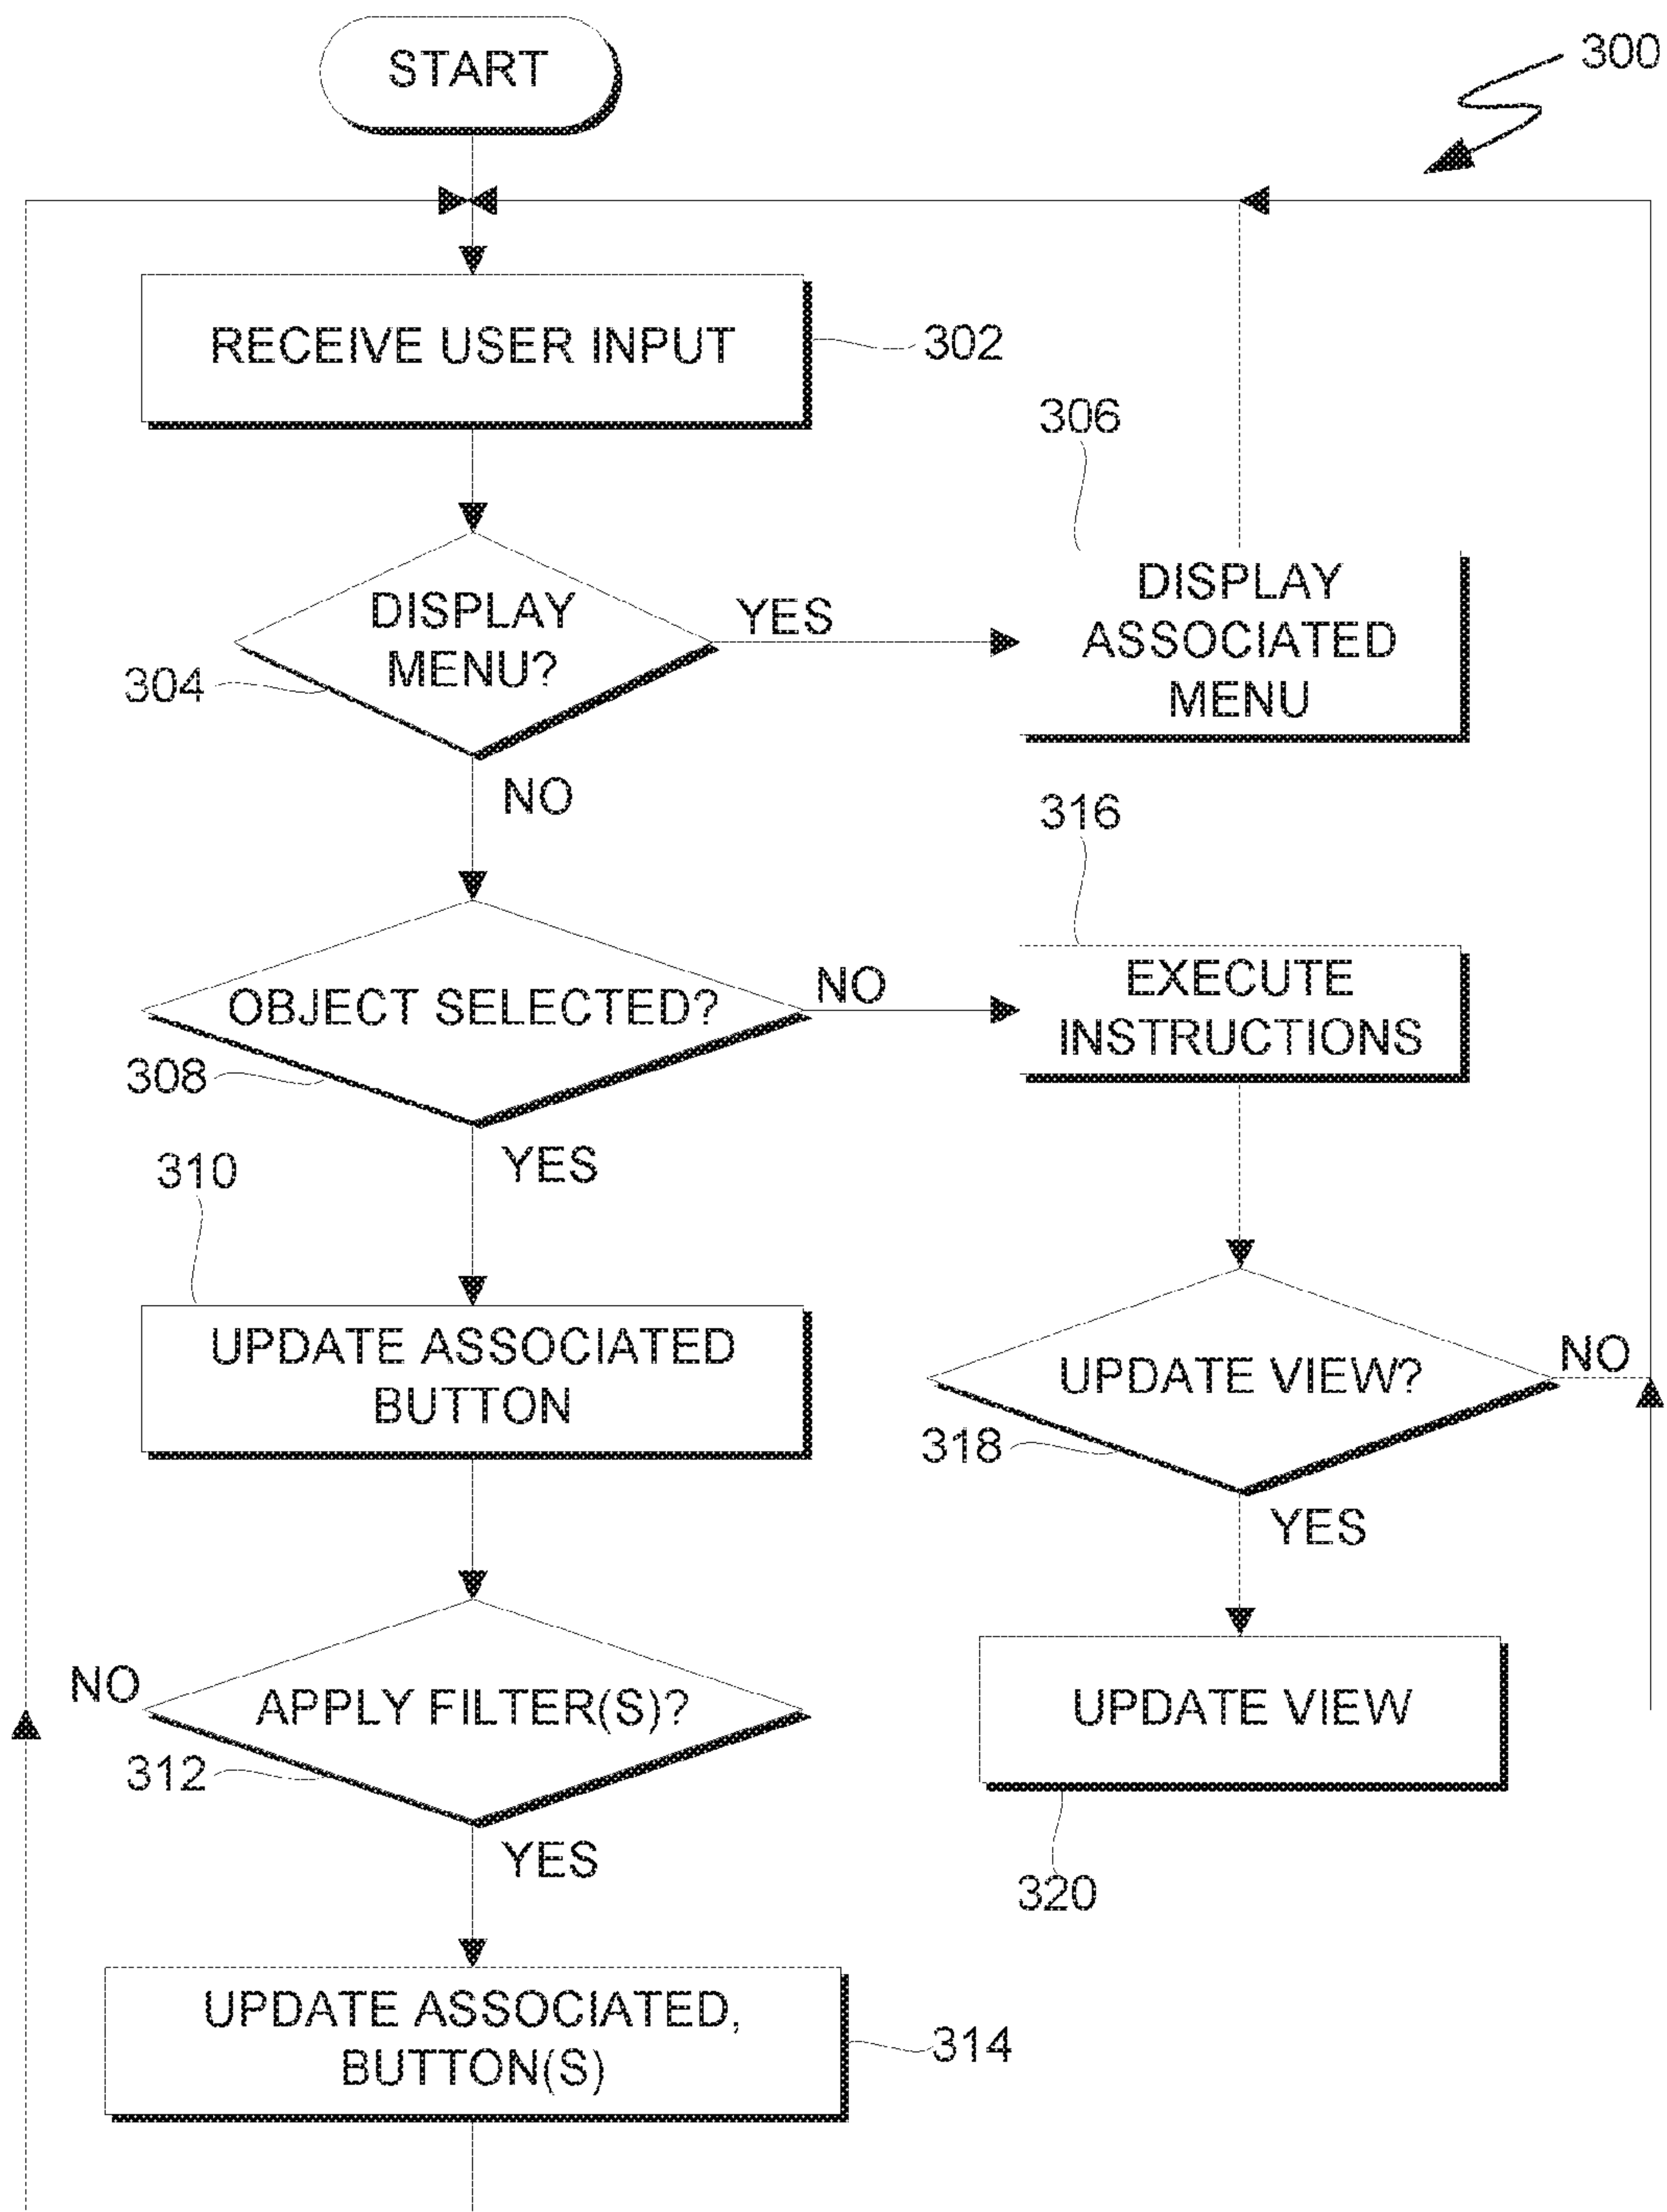 START
300
RECEIVE USER INPUT
302
306
DISPLAY
MENU?
YES
DISPLAY
ASSOCIATED
MENU
304
NO
316
OBJECT SELECTED?
NO
EXECUTE
INSTRUCTIONS
308
YES
310
UPDATE ASSOCIATED
BUTTON
UPDATE VIEW?
NO
318
YES
NO
APPLY FILTER(S)?
UPDATE VIEW
312
YES
320
UPDATE ASSOCIATED,
BUTTON(S)
314